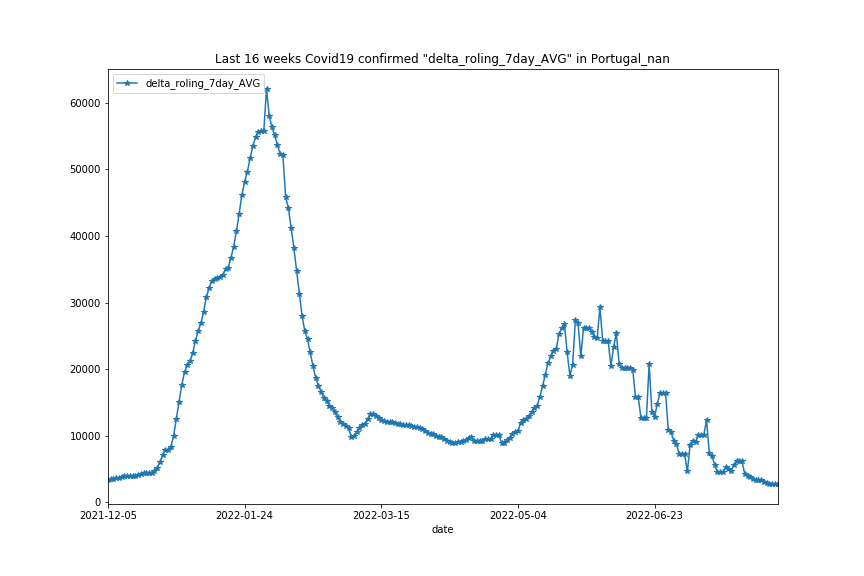 Last 16 weeks Covid19 confirmed "delta_roling_7day_AVG" in Portugal_nan
delta_roling_7day_AVG
60000
50000
40000
30000
20000
10000
0
2021-12-05 2022-01-24 2022-03-15 2022-05-04 2022-06-23
date